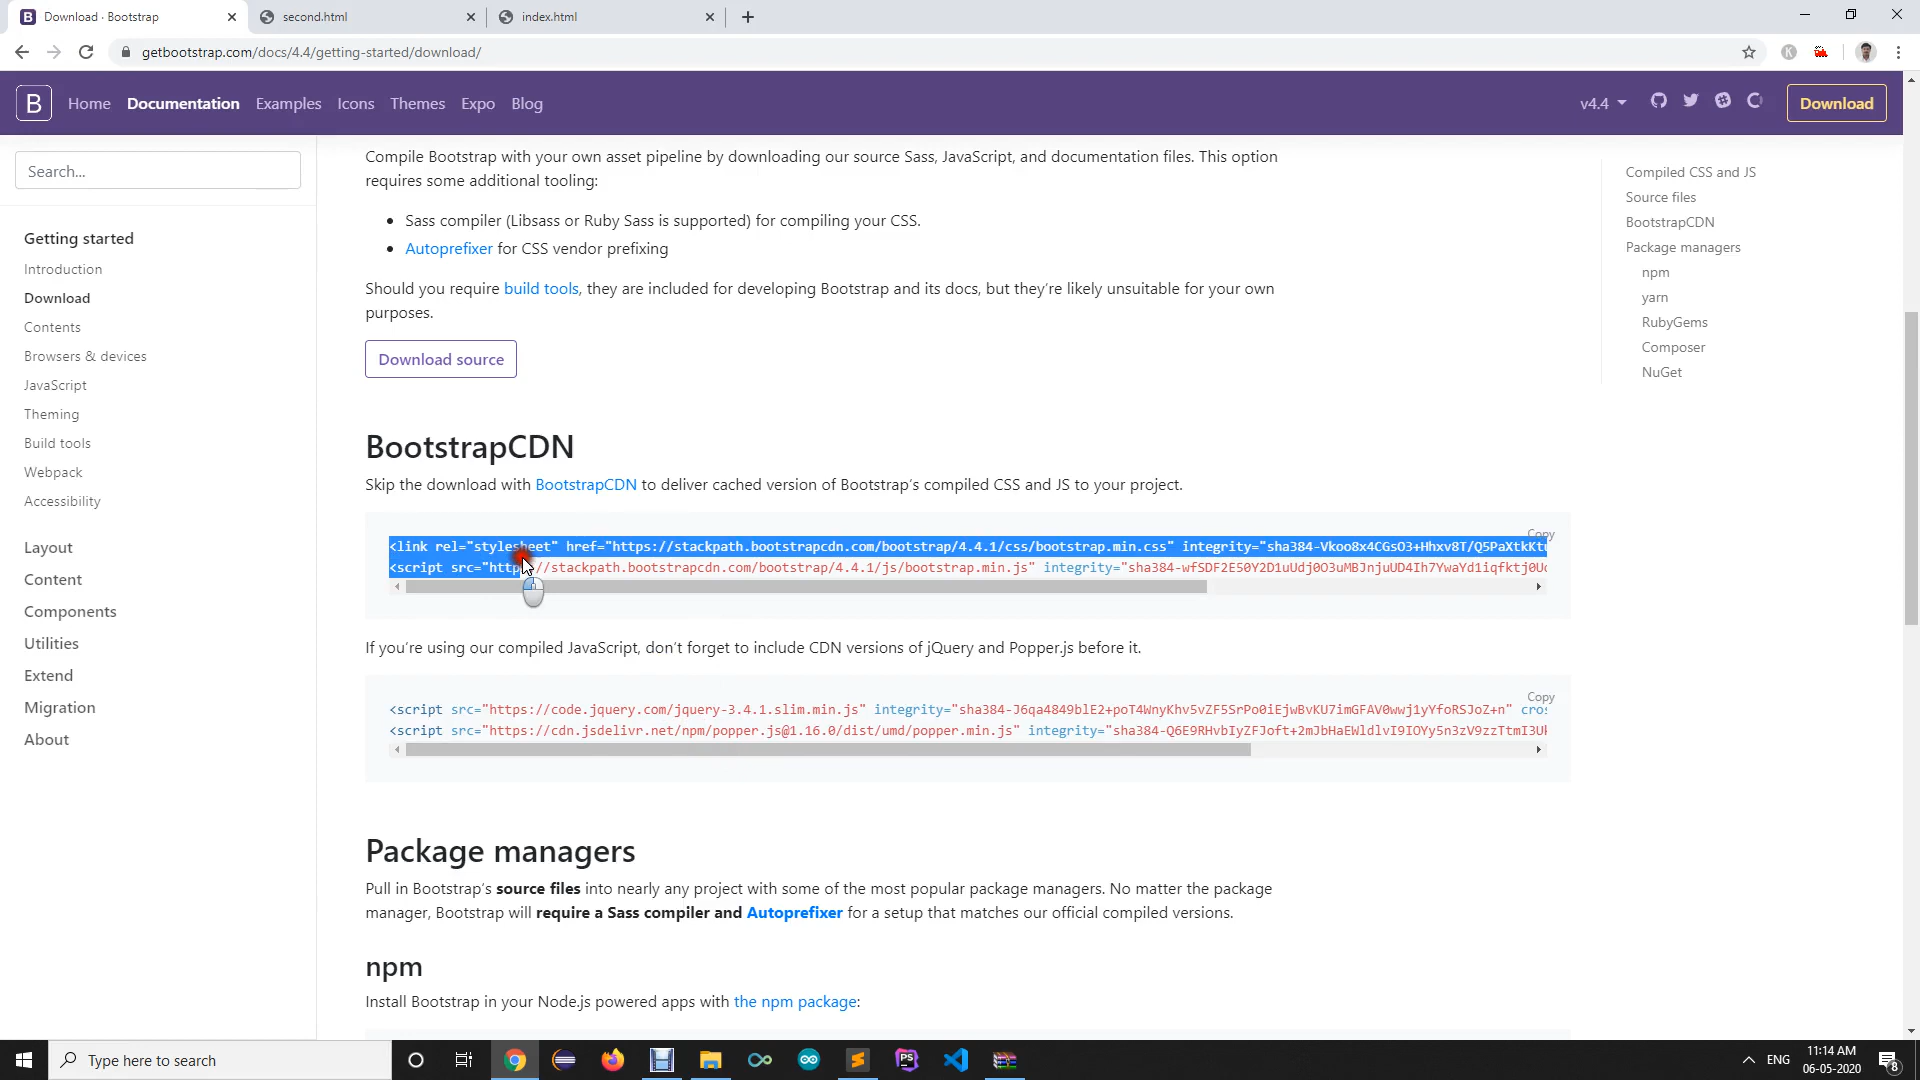 Download · Bootstrap
second.html
index.html
getbootstrap.com/docs/4.4/getting-started/download/
B
Home
Documentation
Examples
Icons
Themes
Expo
Blog
v4.4
Download
Search...
Getting started
Introduction
Download
Contents
Browsers & devices
JavaScript
Theming
Build tools
Webpack
Accessibility
Layout
Content
Components
Utilities
Extend
Migration
About
Compile Bootstrap with your own asset pipeline by downloading our source Sass, JavaScript, and documentation files. This option
requires some additional tooling:
Sass compiler (Libsass or Ruby Sass is supported) for compiling your CSS.
Autoprefixer for CSS vendor prefixing
Should you require build tools, they are included for developing Bootstrap and its docs, but they're likely unsuitable for your own
purposes.
Download source
BootstrapCDN
Skip the download with BootstrapCDN to deliver cached version of Bootstrap's compiled CSS and JS to your project.
Copy
<link rel="stylesheet" href="https://stackpath.bootstrapcdn.com/bootstrap/4.4.1/css/bootstrap.min.css" integrity="sha384-Vkoo8x4CGsO3+Hhxv8T/Q5PaXtkKt
<script src="https://stackpath.bootstrapcdn.com/bootstrap/4.4.1/js/bootstrap.min.js" integrity="sha384-wfSDF2E50Y2D1uUdj0O3uMBJnjuUD4Ih7YwaYd1iqfktj0U
If you're using our compiled JavaScript, don't forget to include CDN versions of jQuery and Popper.js before it.
Copy
<script src="https://code.jquery.com/jquery-3.4.1.slim.min.js" integrity="sha384-J6qa4849blE2+poT4WnyKhv5vZF5SrPo0iEjwBvKU7imGFAV0wwj1yYfoRSJoZ+n" cros
<script src="https://cdn.jsdelivr.net/npm/popper.js@1.16.0/dist/umd/popper.min.js" integrity="sha384-Q6E9RHvbIyZFJoft+2mJbHaEWldlvI9IOYy5n3zV9zzTtmI3U
Package managers
Pull in Bootstrap's source files into nearly any project with some of the most popular package managers. No matter the package
manager, Bootstrap will require a Sass compiler and Autoprefixer for a setup that matches our official compiled versions.
npm
Install Bootstrap in your Node.js powered apps with the npm package:
Compiled CSS and JS
Source files
BootstrapCDN
Package managers
npm
yarn
RubyGems
Composer
NuGet
Type here to search
PS
ENG
11:14 AM
06-05-2020
8